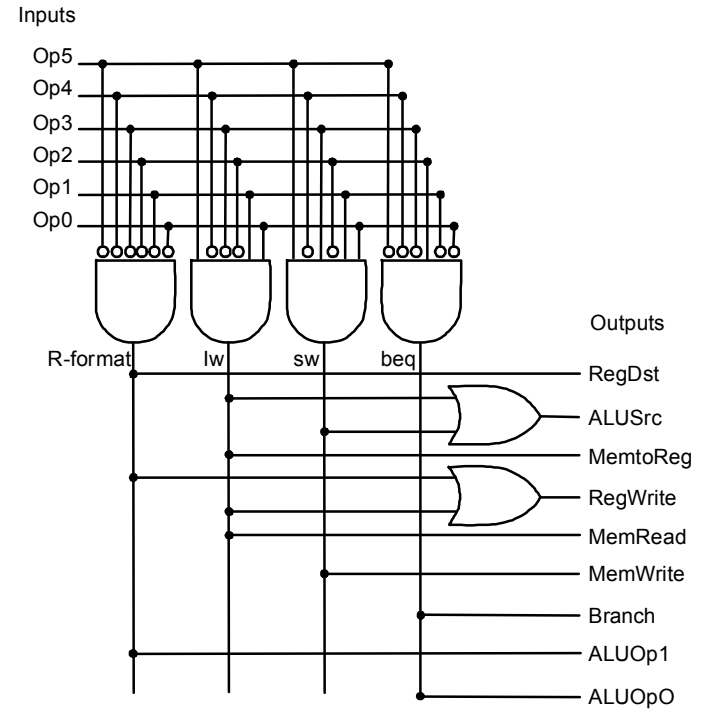 Inputs
Op5
Op4
Op3
Op2
Op1
Op0
R-format
lw
sw
beq
Outputs
RegDst
ALUSrc
MemtoReg
RegWrite
MemRead
MemWrite
Branch
ALUOp1
ALUOpO